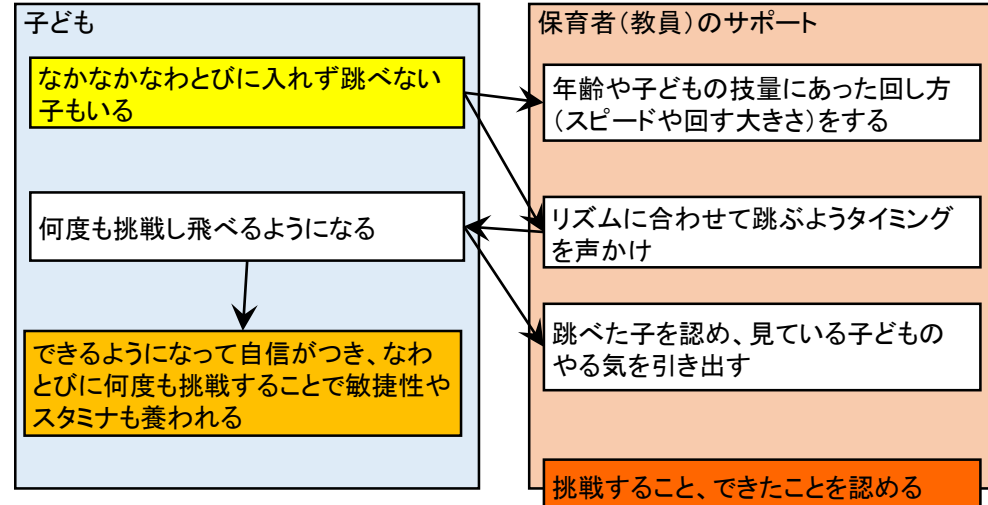 子ども
なかなかなわとびに入れず跳べない
子もいる
何度も挑戦し飛べるようになる
できるようになって自信がつき、なわ
とびに何度も挑戦することで敏捷性や
スタミナも養われる
保育者（教員）のサポート
年齢や子どもの技量にあった回し方
（スピードや回す大きさ）をする
リズムに合わせて跳ぶようタイミング
を声かけ
跳べた子を認め、見ている子どもの
やる気を引き出す
挑戦すること、できたことを認める